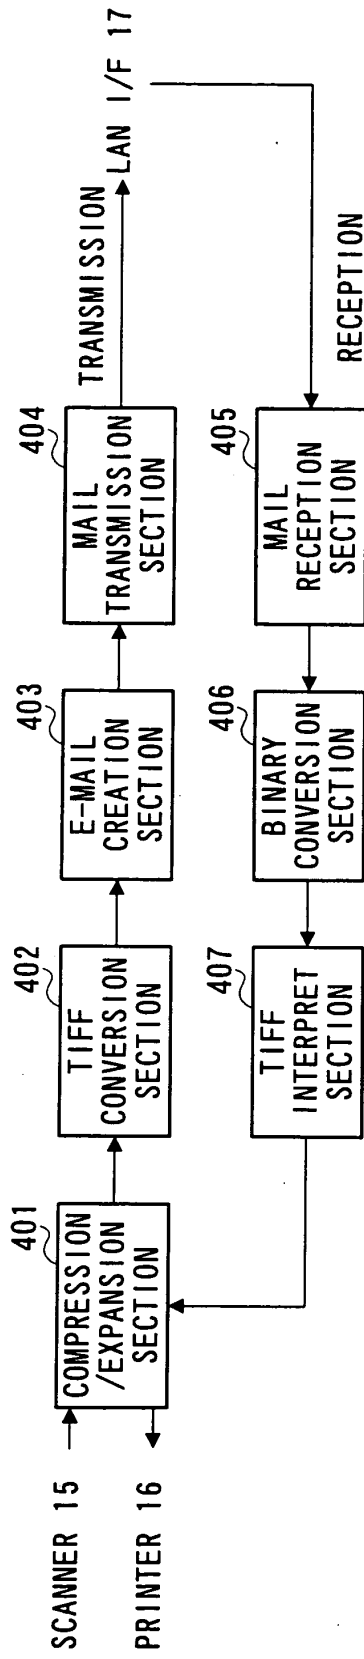 SCANNER 15
PRINTER 16
401
COMPRESSION
/EXPANSION
SECTION
402
TIFF
CONVERSION
SECTION
403
E-MAIL
CREATION
SECTION
404
MAIL
TRANSMISSION
SECTION
TRANSMISSION
LAN I/F 17
407
TIFF
INTERPRET
SECTION
406
BINARY
CONVERSION
SECTION
405
MAIL
RECEPTION
SECTION
RECEPTION